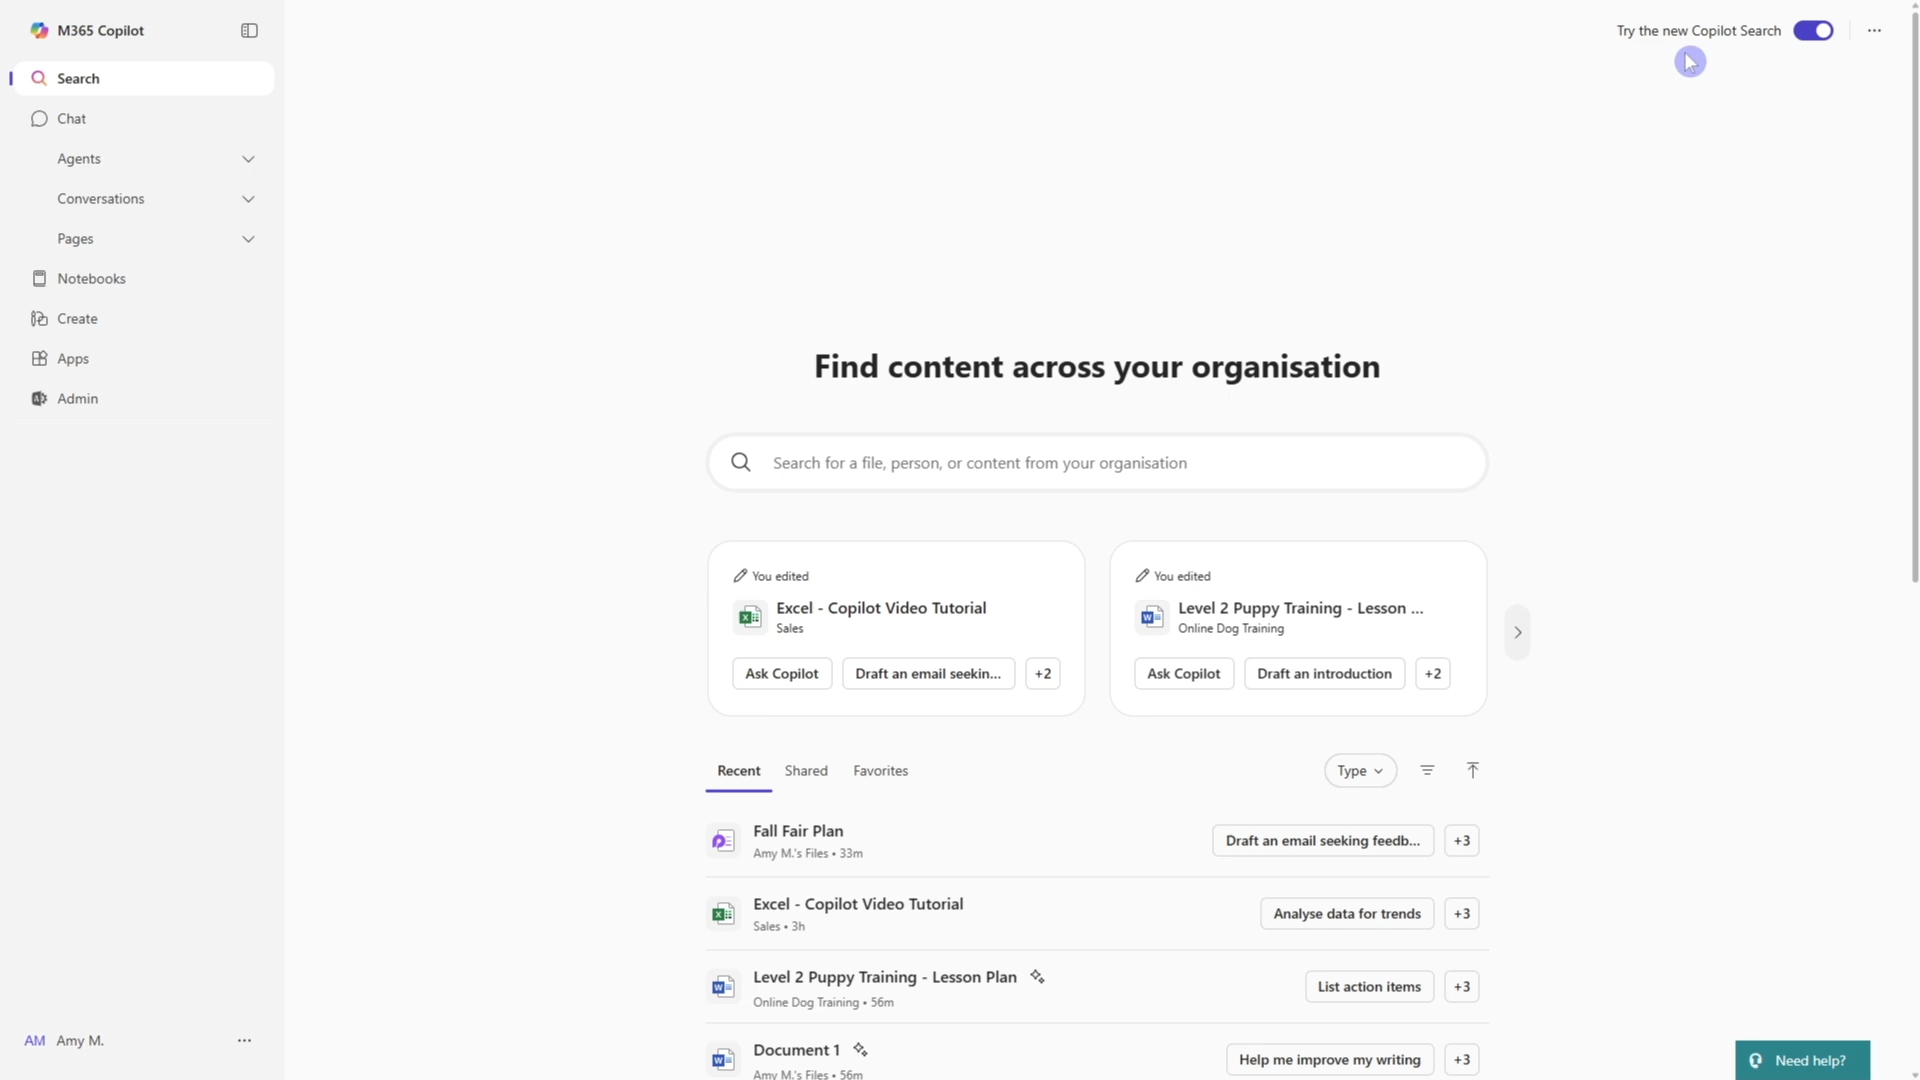 M365 Copilot
Try the new Copilot Search
Search
Chat
Agents
Conversations
Pages
Notebooks
Create
Apps
Admin
Find content across your organisation
Search for a file, person, or content from your organisation
You edited
Excel - Copilot Video Tutorial
Sales
Ask Copilot
Draft an email seekin...
+2
You edited
Level 2 Puppy Training - Lesson ...
Online Dog Training
Ask Copilot
Draft an introduction
+2
Recent
Shared
Favorites
Type
Fall Fair Plan
Amy M.'s Files • 33m
Draft an email seeking feedb...
+3
Excel - Copilot Video Tutorial
Sales • 3h
Analyse data for trends
+3
Level 2 Puppy Training - Lesson Plan
Online Dog Training • 56m
List action items
+3
Document 1
Amy M.'s Files • 56m
Help me improve my writing
+3
AM Amy M.
Need help?